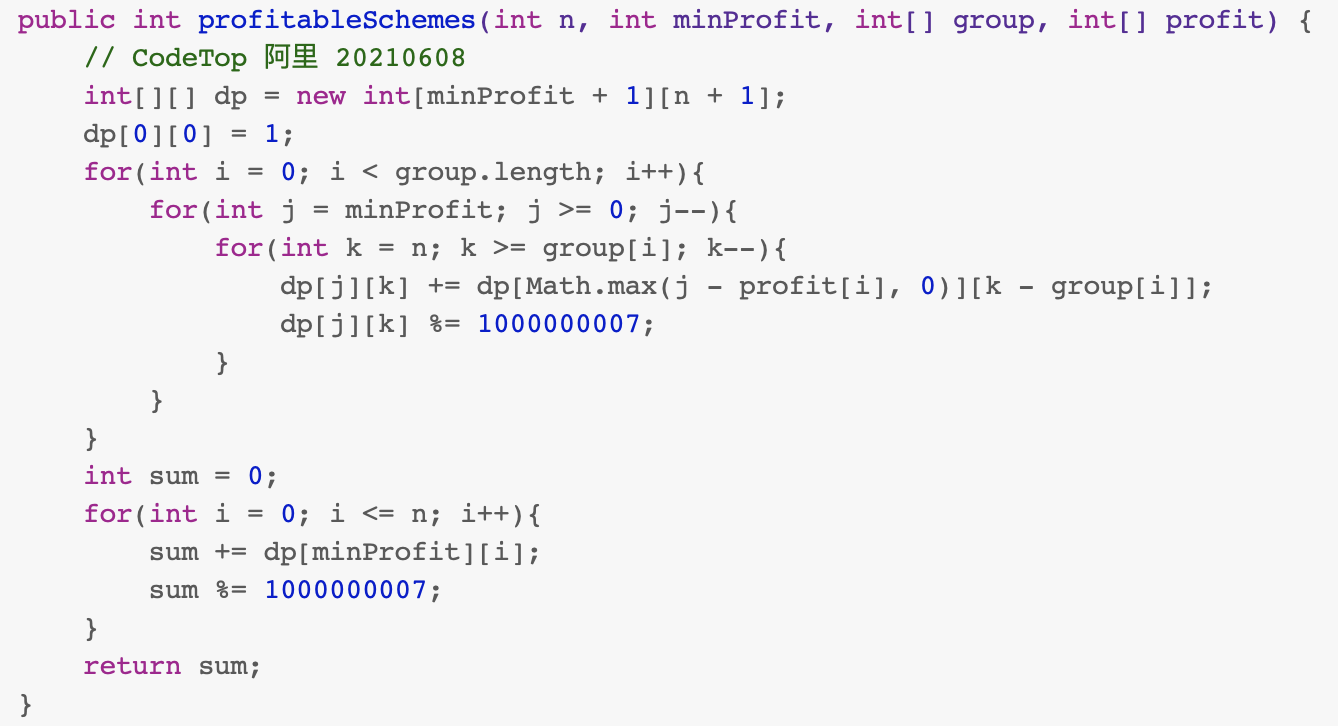 public int profitableSchemes(int n, int minProfit, int[] group, int[] profit) {
    // CodeTop 阿里 20210608
    int[][] dp = new int[minProfit + 1][n + 1];
    dp[0][0] = 1;
    for(int i = 0; i < group.length; i++){
        for(int j = minProfit; j >= 0; j--){
            for(int k = n; k >= group[i]; k--){
                dp[j][k] += dp[Math.max(j - profit[i], 0)][k - group[i]];
                dp[j][k] %= 1000000007;
            }
        }
    }
    int sum = 0;
    for(int i = 0; i <= n; i++){
        sum += dp[minProfit][i];
        sum %= 1000000007;
    }
    return sum;
}